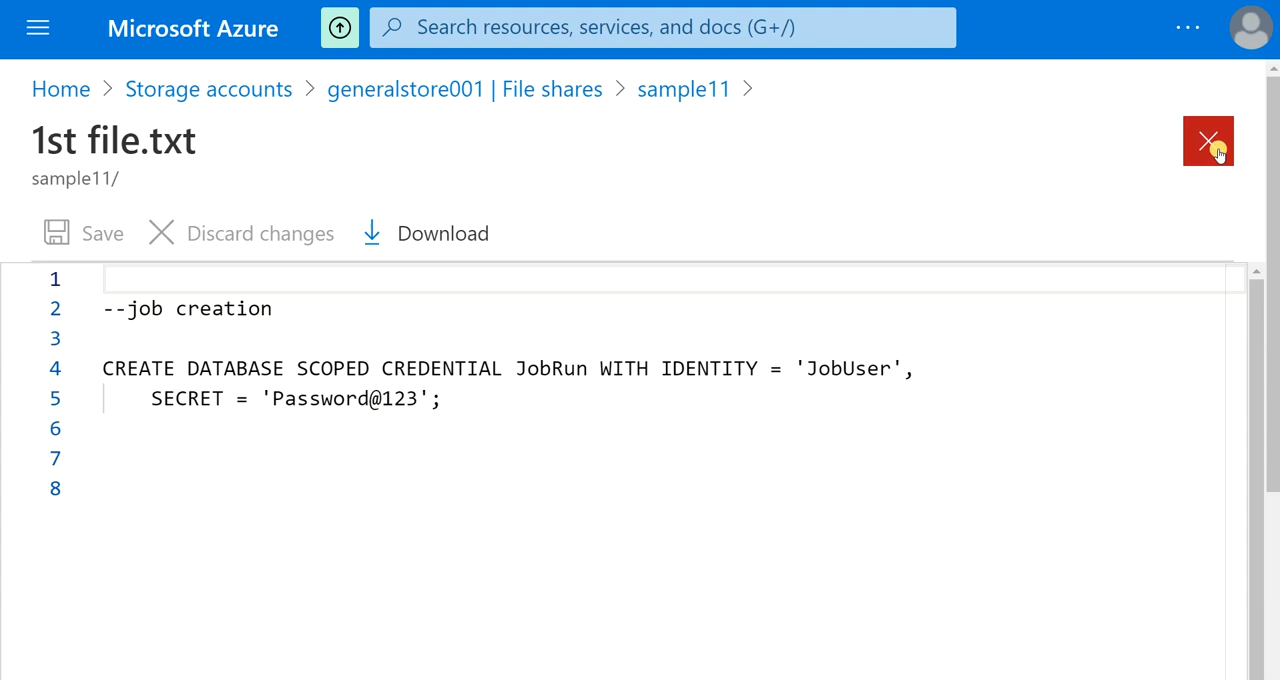 Microsoft Azure
Search resources, services, and docs (G+/)
...
Home > Storage accounts > generalstore001 | File shares > sample11 >
1st file.txt
sample11/
Save Discard changes Download
1
2 --job creation
3
4 CREATE DATABASE SCOPED CREDENTIAL JobRun WITH IDENTITY = 'JobUser',
5 SECRET = 'Password@123';
6
7
8